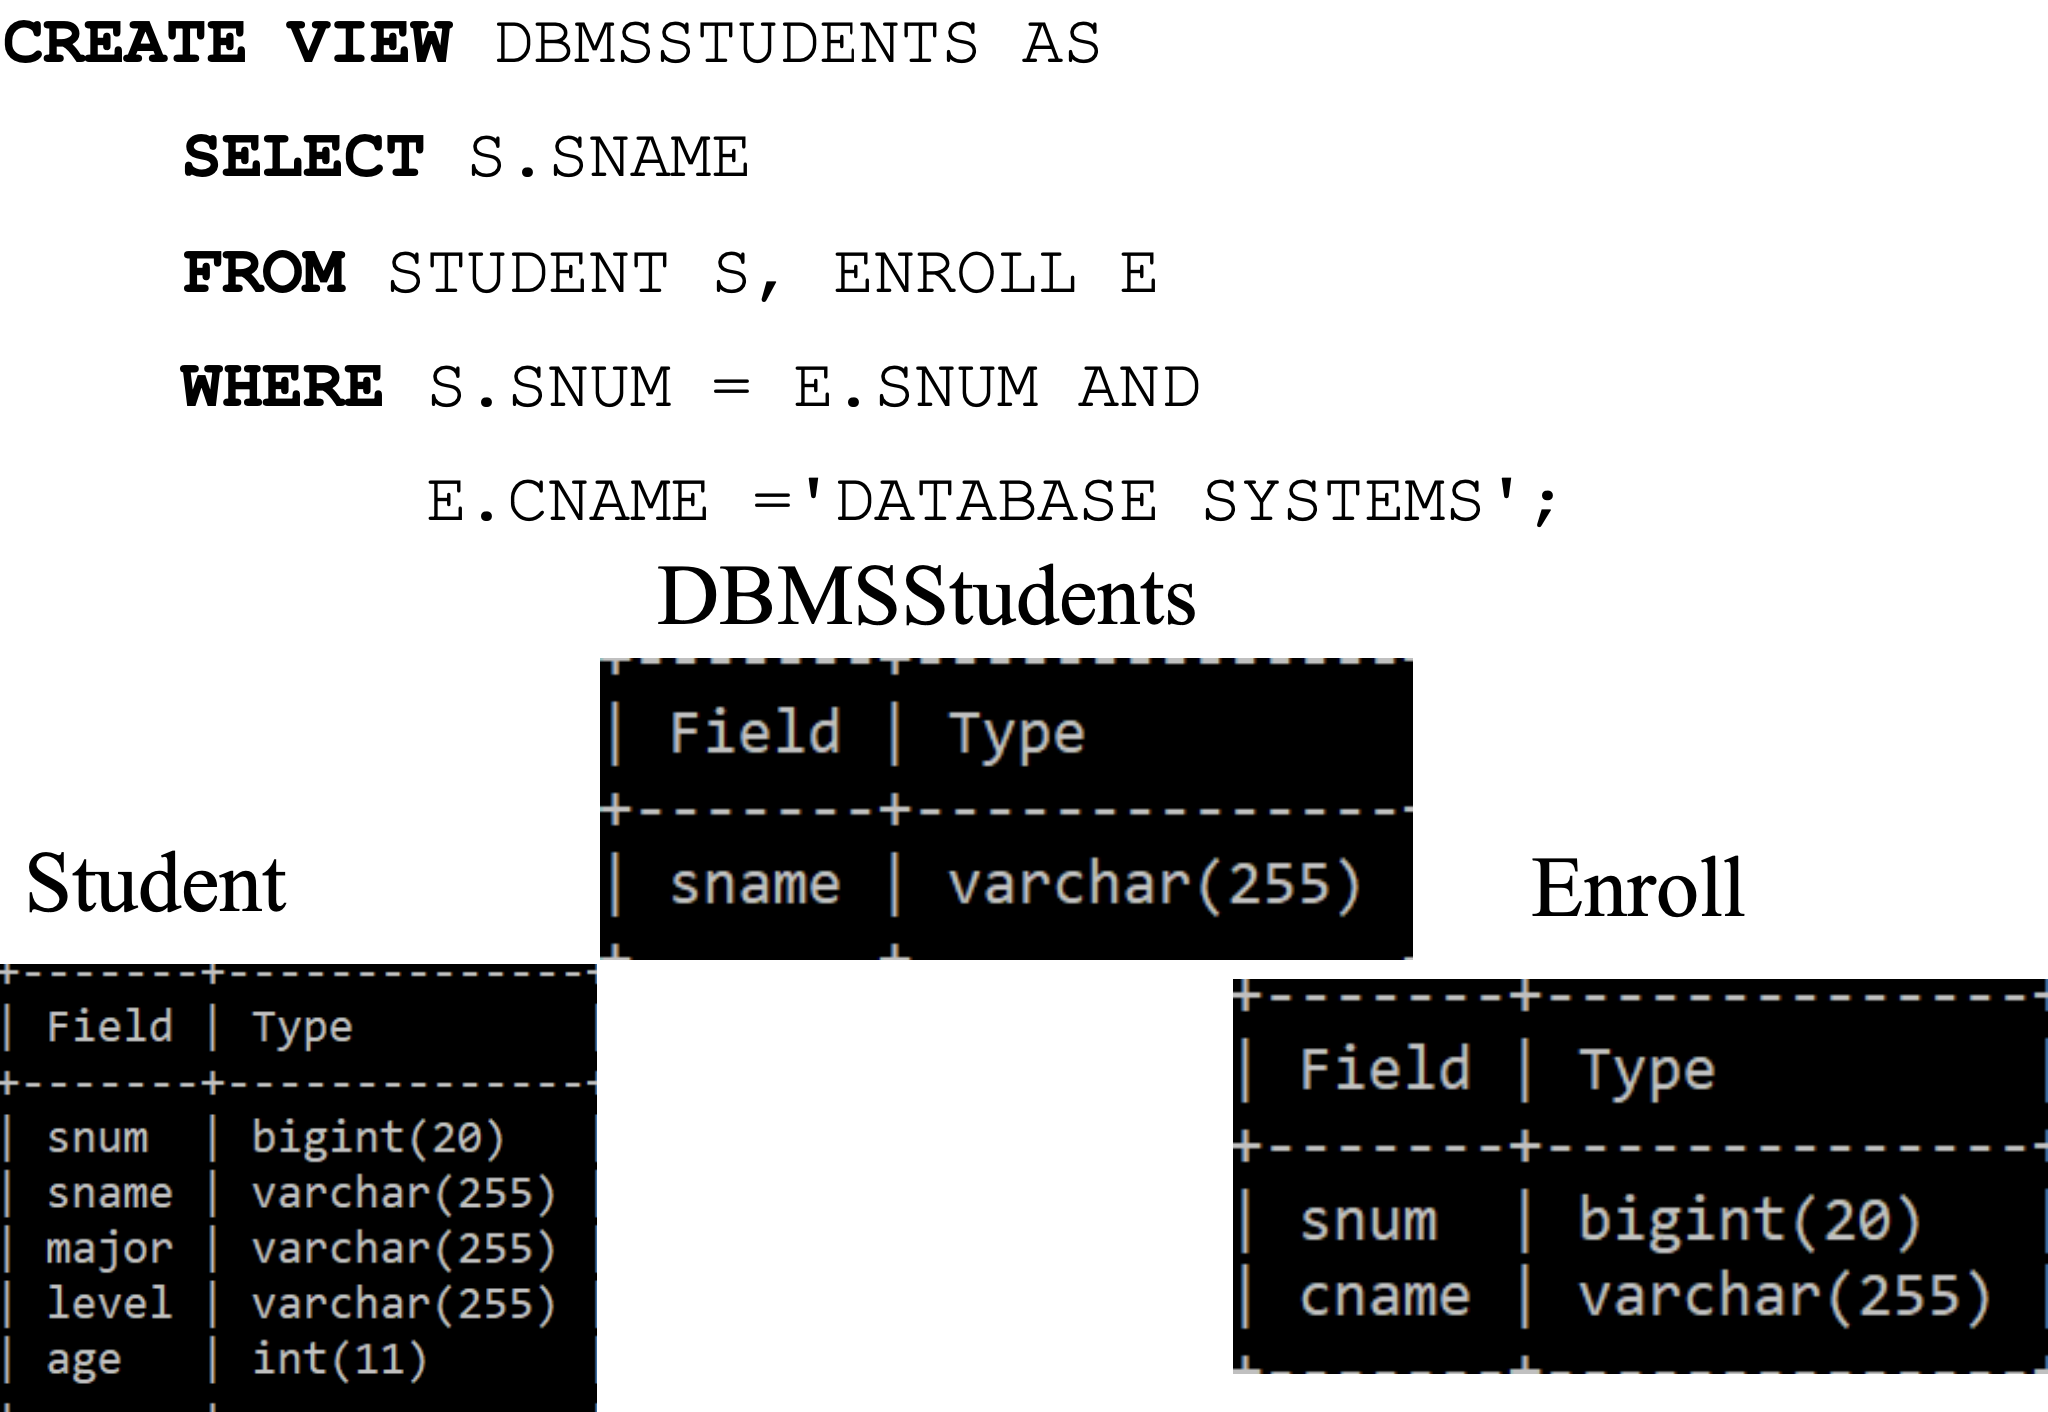 CREATE VIEW DBMSSTUDENTS AS
SELECT S.SNAME
FROM STUDENT S, ENROLL E
WHERE S.SNUM = E.SNUM AND
E.CNAME ='DATABASE SYSTEMS';
DBMSStudents
+-------+---------------
| Field | Type
+-------+---------------
| sname | varchar(255)
+ +
Student
+-------+--------------+
| Field | Type |
+-------+--------------+
| snum | bigint(20) |
| sname | varchar(255) |
| major | varchar(255) |
| level | varchar(255) |
| age | int(11) |
Enroll
+-------+--------------+
| Field | Type |
+-------+--------------+
| snum | bigint(20) |
| cname | varchar(255) |
+-------+--------------+